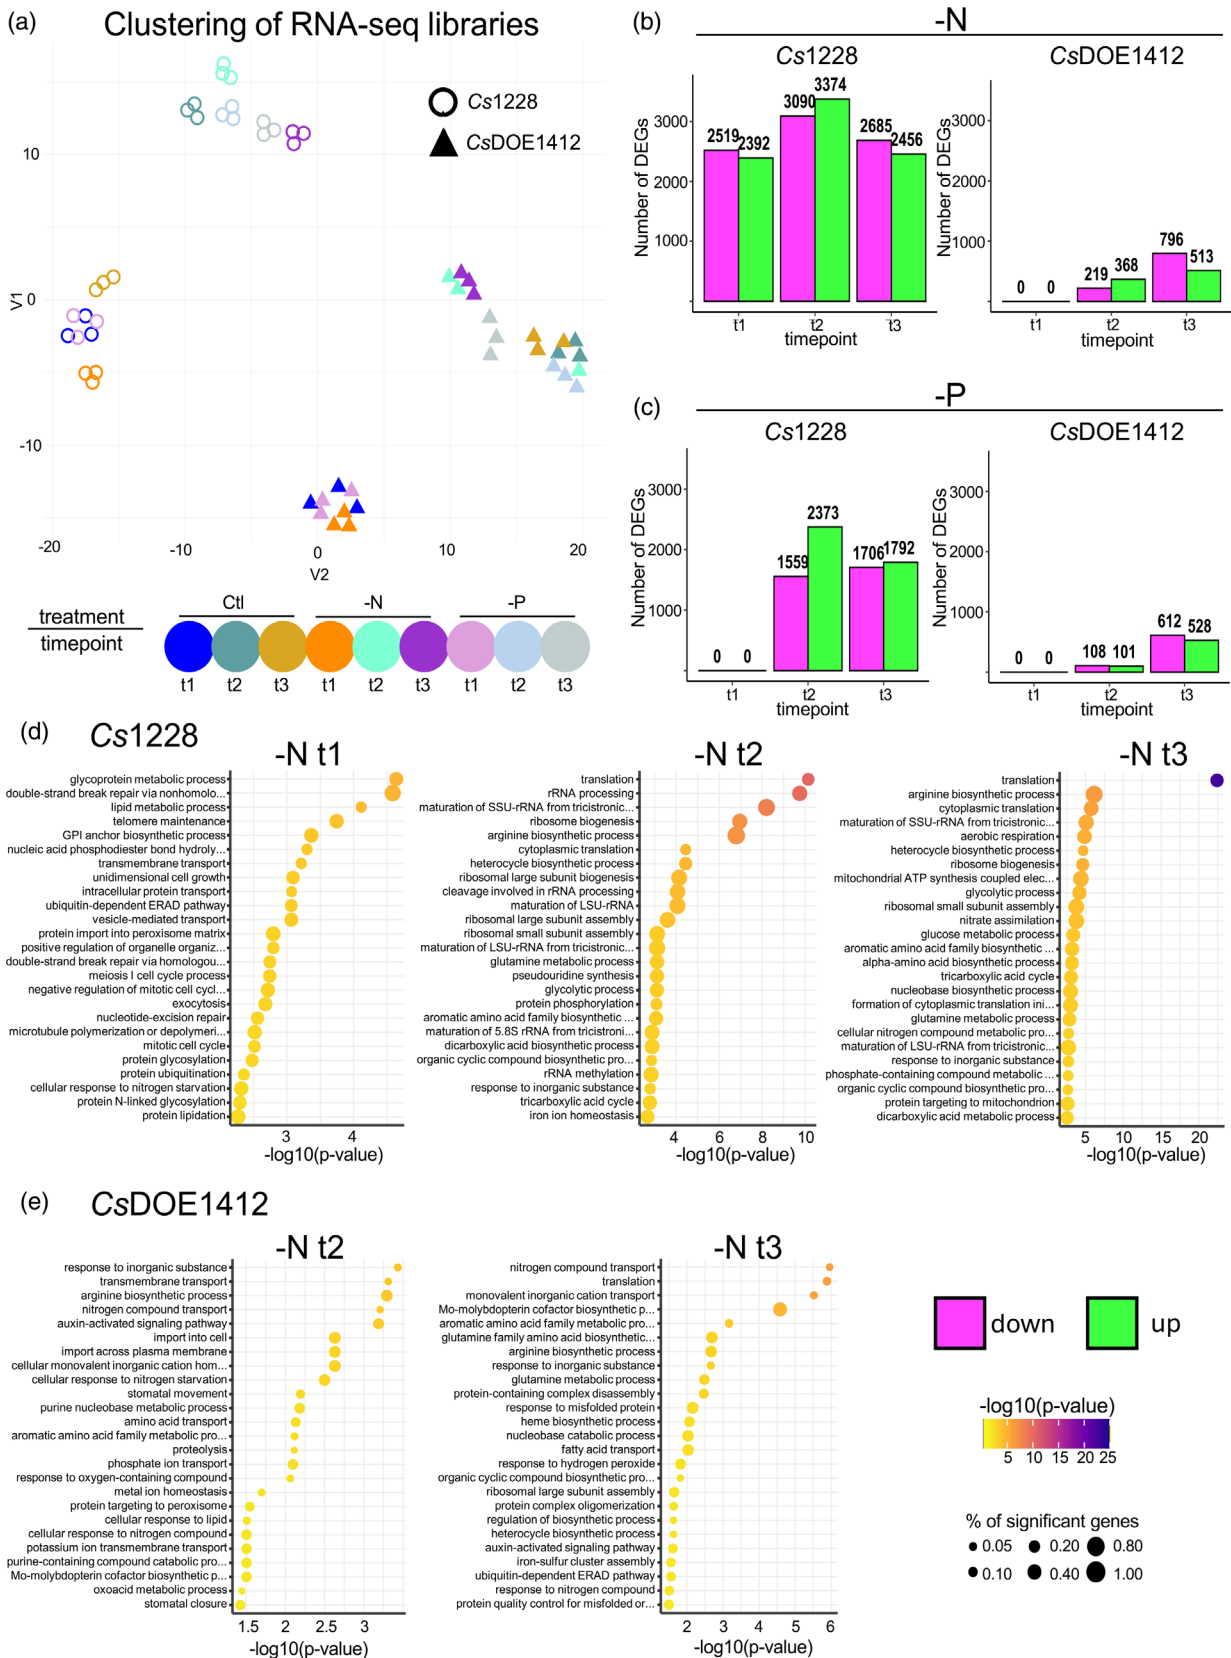 (a)
Clustering of RNA-seq libraries
Cs1228
CsDOE1412
10
0
-10
V1
-20
-10
0
10
20
V2
treatment
timepoint
Ctl
-N
-P
t1
t2
t3
t1
t2
t3
t1
t2
t3
(b)
-N
Cs1228
CsDOE1412
Number of DEGs
3000
2000
1000
2519
2392
3090
3374
2685
2456
t1
t2
t3
timepoint
Number of DEGs
3000
2000
1000
0
0
219
368
796
513
t1
t2
t3
timepoint
(c)
-P
Cs1228
CsDOE1412
Number of DEGs
3000
2000
1000
0
0
1559
2373
1706
1792
t1
t2
t3
timepoint
Number of DEGs
3000
2000
1000
0
0
108
101
612
528
t1
t2
t3
timepoint
(d)
Cs1228
-N t1
glycoprotein metabolic process
double-strand break repair via nonholo...
lipid metabolic process
telomere maintenance
GPI anchor biosynthetic process
nucleic acid phosphodiester bond hydroly...
transmembrane transport
unidimensional cell growth
intracellular protein transport
ubiquitin-dependent ERAD pathway
vesicle-mediated transport
protein import into peroxisome matrix
positive regulation of organelle organiz...
double-strand break repair via homologou...
meiosis I cell cycle process
negative regulation of mitotic cell cycl...
exocytosis
nucleotide-excision repair
microtubule polymerization or depolymeri...
mitotic cell cycle
protein glycosylation
protein ubiquitination
cellular response to nitrogen starvation
protein N-linked glycosylation
protein lipidation
3
4
-log10(p-value)
-N t2
translation
rRNA processing
maturation of SSU-rRNA from tricistronic...
ribosome biogenesis
arginine biosynthetic process
cytoplasmic translation
heterocycle biosynthetic process
ribosomal large subunit biogenesis
cleavage involved in rRNA processing
maturation of LSU-rRNA
ribosomal large subunit assembly
ribosomal small subunit assembly
maturation of LSU-rRNA from tricistronic...
glutamine metabolic process
pseudouridine synthesis
glycolytic process
protein phosphorylation
aromatic amino acid family biosynthetic ...
maturation of 5.8S rRNA from tricistroni...
dicarboxylic acid biosynthetic process
organic cyclic compound biosynthetic pro...
rRNA methylation
response to inorganic substance
tricarboxylic acid cycle
iron ion homeostasis
4
6
8
10
-log10(p-value)
-N t3
translation
arginine biosynthetic process
cytoplasmic translation
maturation of SSU-rRNA from tricistronic...
aerobic respiration
heterocycle biosynthetic process
ribosome biogenesis
mitochondrial ATP synthesis coupled elec...
glycolytic process
ribosomal small subunit assembly
nitrate assimilation
glucose metabolic process
aromatic amino acid family biosynthetic ...
alpha-amino acid biosynthetic process
tricarboxylic acid cycle
nucleobase biosynthetic process
formation of cytoplasmic translation ini...
glutamine metabolic process
cellular nitrogen compound metabolic pro...
maturation of LSU-rRNA from tricistronic...
response to inorganic substance
phosphate-containing compound metabolic ...
organic cyclic compound biosynthetic pro...
protein targeting to mitochondrion
dicarboxylic acid metabolic process
5
10
15
20
-log10(p-value)
(e)
CsDOE1412
-N t2
response to inorganic substance
transmembrane transport
arginine biosynthetic process
nitrogen compound transport
auxin-activated signaling pathway
import into cell
import across plasma membrane
cellular monovalent inorganic cation hom...
cellular response to nitrogen starvation
stomatal movement
purine nucleobase metabolic process
amino acid transport
aromatic amino acid family metabolic pro...
proteolysis
phosphate ion transport
response to oxygen-containing compound
metal ion homeostasis
protein targeting to peroxisome
cellular response to lipid
cellular response to nitrogen compound
potassium ion transmembrane transport
purine-containing compound catabolic pro...
Mo-molybdopterin cofactor biosynthetic p...
oxoacid metabolic process
stomatal closure
1.5
2
2.5
3
-log10(p-value)
-N t3
nitrogen compound transport
translation
monovalent inorganic cation transport
Mo-molybdopterin cofactor biosynthetic p...
aromatic amino acid family metabolic pro...
glutamine family amino acid biosynthetic...
arginine biosynthetic process
response to inorganic substance
glutamine metabolic process
protein-containing complex disassembly
response to misfolded protein
heme biosynthetic process
nucleobase catabolic process
fatty acid transport
response to hydrogen peroxide
organic cyclic compound biosynthetic pro...
ribosomal large subunit assembly
protein complex oligomerization
regulation of biosynthetic process
heterocycle biosynthetic process
auxin-activated signaling pathway
iron-sulfur cluster assembly
ubiquitin-dependent ERAD pathway
response to nitrogen compound
protein quality control for misfolded or...
2
3
4
5
6
-log10(p-value)
down
up
-log10(p-value)
5
10
15
20
25
% of significant genes
0.05
0.20
0.80
0.10
0.40
1.00